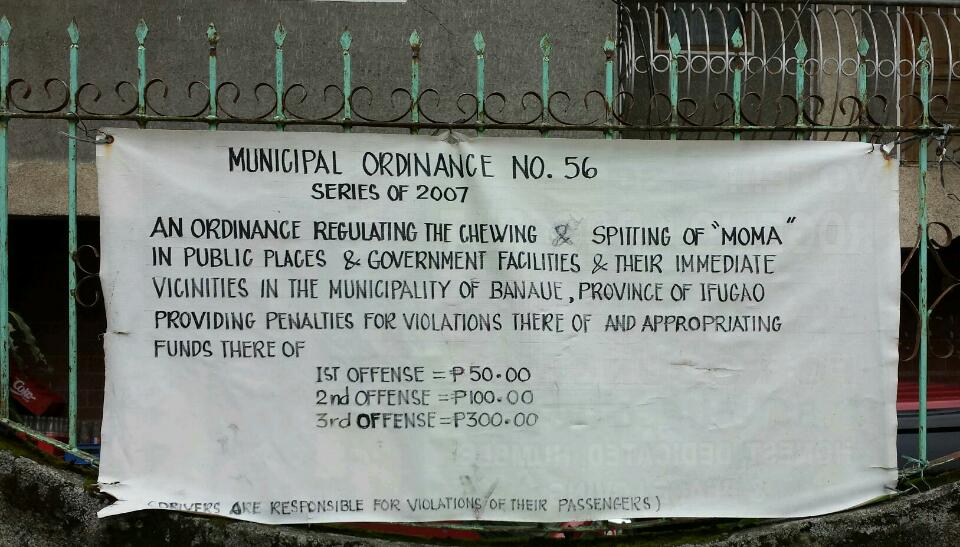 MUNICIPAL ORDINANCE NO. 56
SERIES OF 2007
AN ORDINANCE REGULATING THE CHEWING & SPITTING OF "MOMA"
IN PUBLIC PLACES & GOVERNMENT FACILITIES & THEIR IMMEDIATE
VICINITIES IN THE MUNICIPALITY OF BANAUE, PROVINCE OF IFUGAO
PROVIDING PENALTIES FOR VIOLATIONS THERE OF AND APPROPRIATING
FUNDS THERE OF
1ST OFFENSE = ₱50.00
2nd OFFENSE = ₱100.00
3rd OFFENSE = ₱300.00
(DRIVERS ARE RESPONSIBLE FOR VIOLATIONS OF THEIR PASSENGERS)
Coke